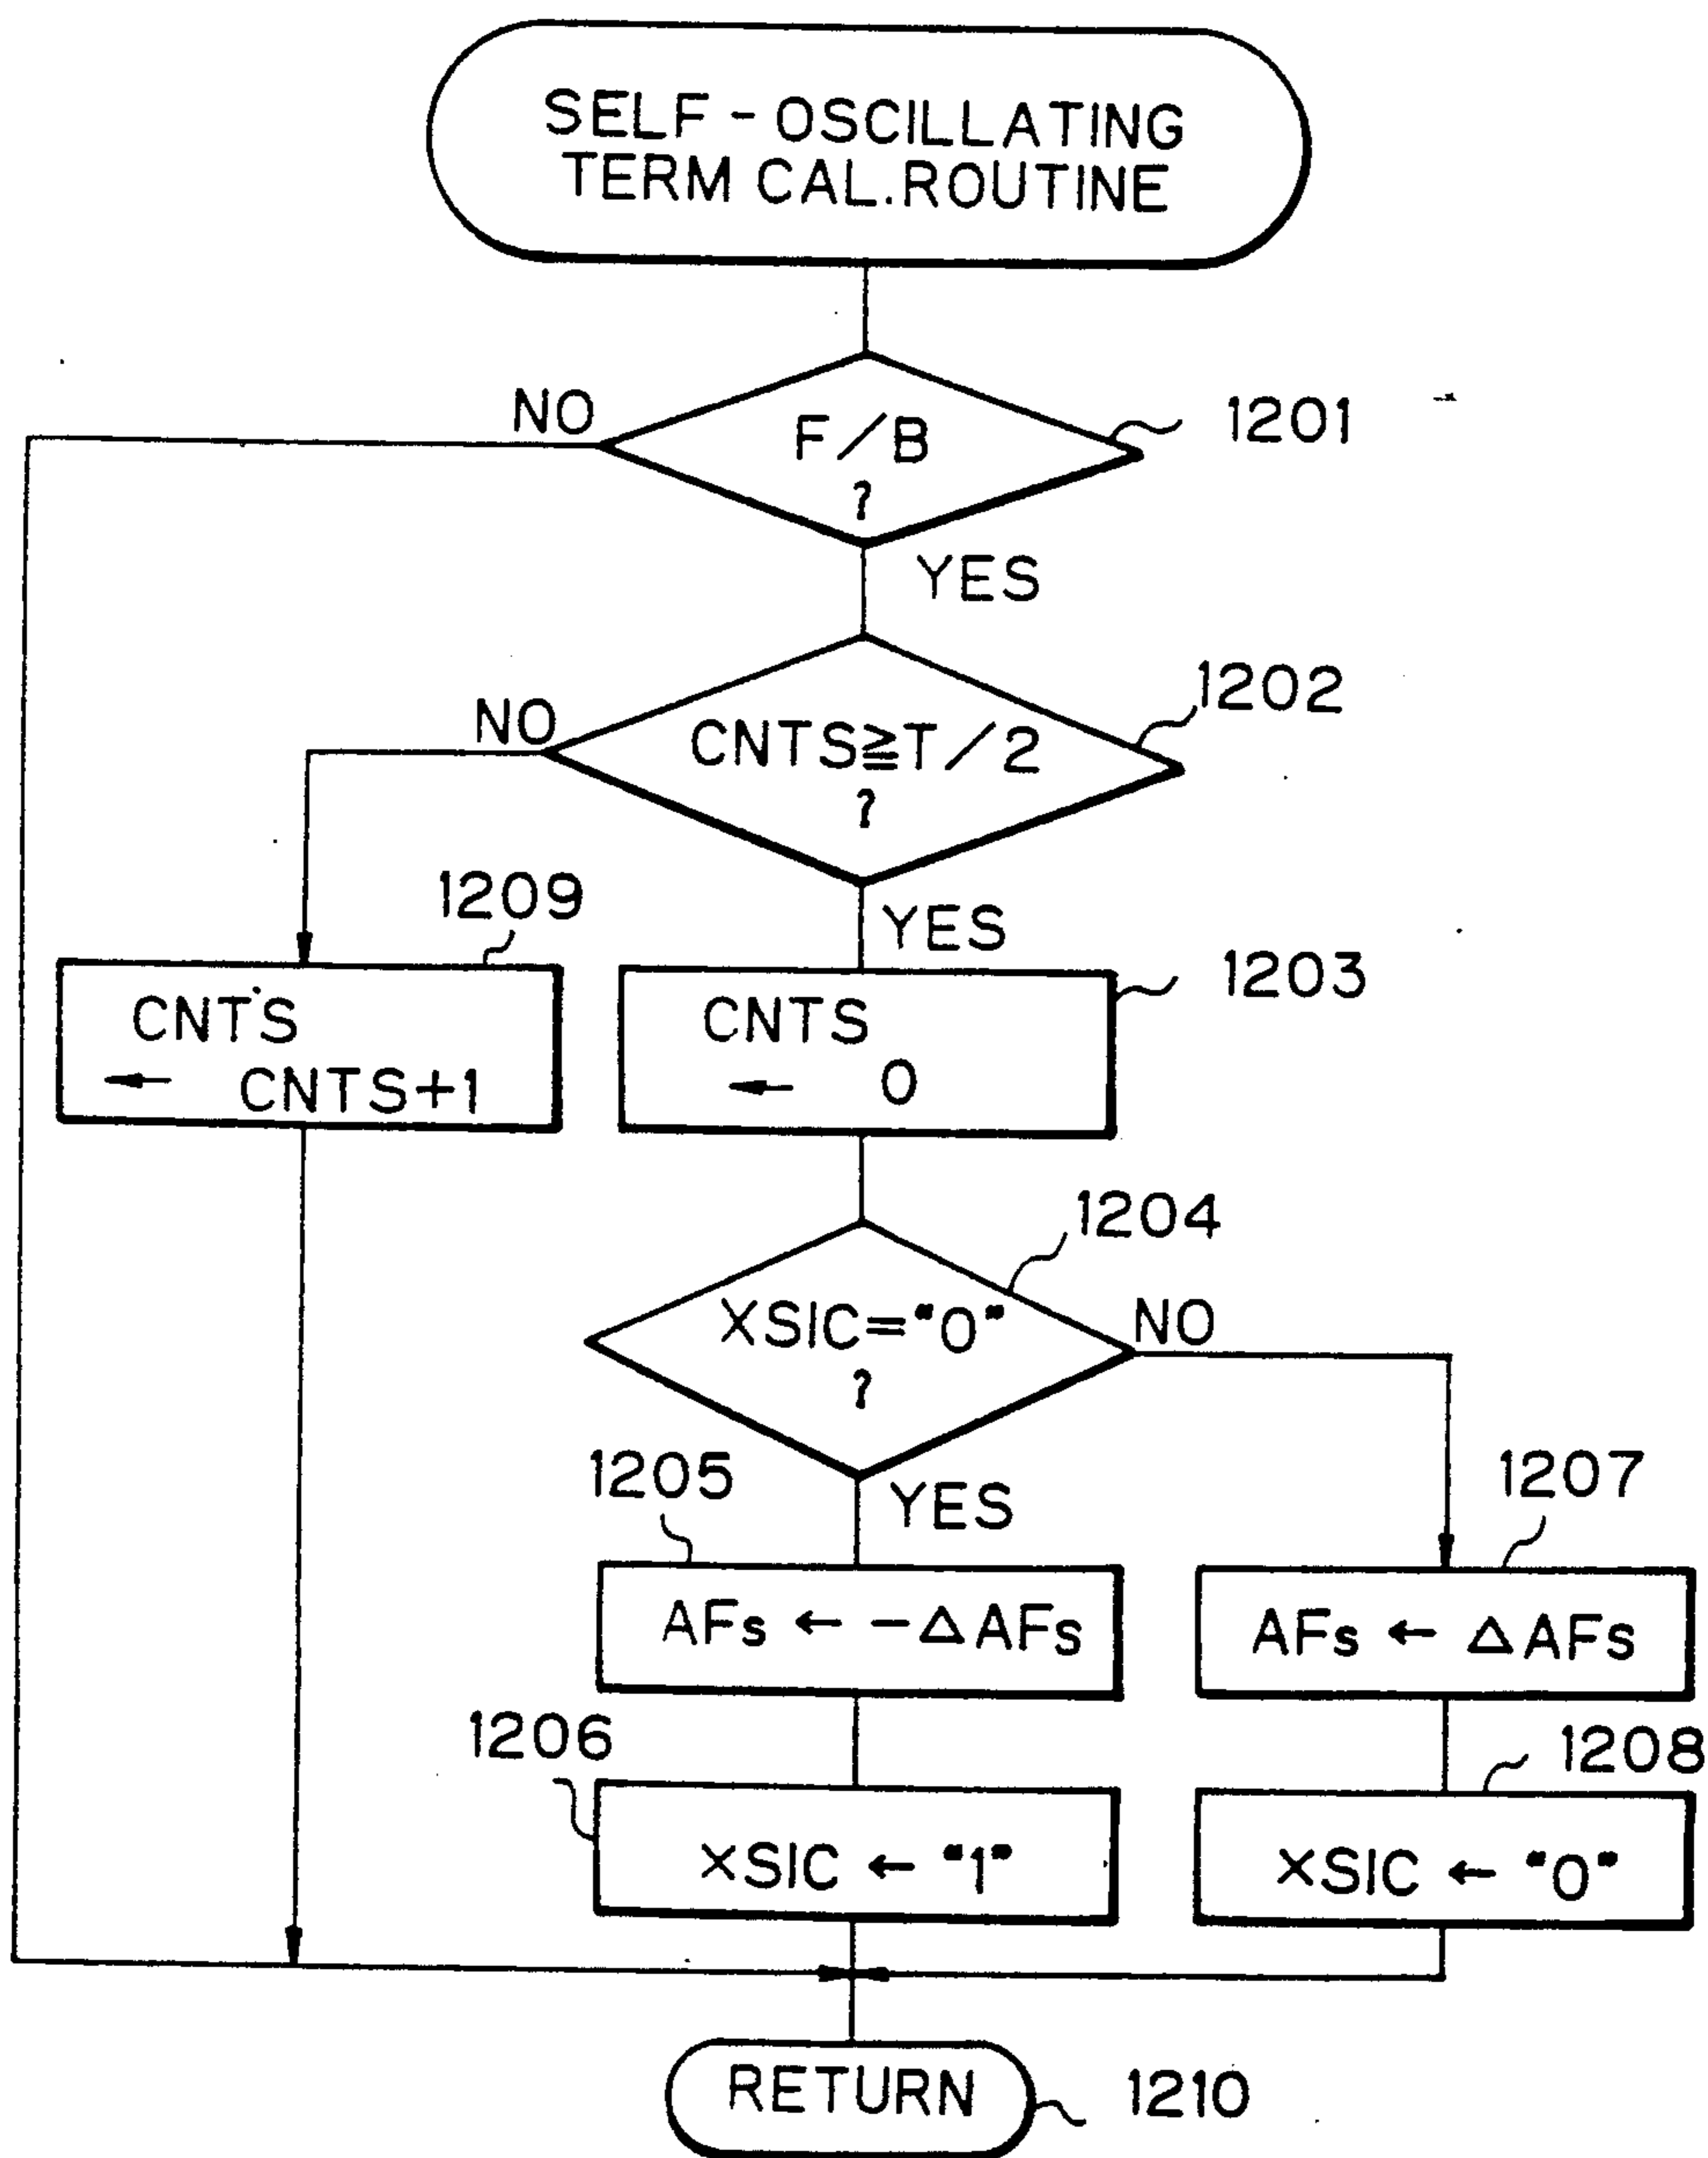 SELF - OSCILLATING
TERM CAL.ROUTINE
NO
F/B
?
1201
YES
1202
NO
CNTS≧T/2
?
1209
YES
1203
CNTS
← CNTS+1
CNTS
← 0
1204
XSIC="0"
?
NO
1205
YES
1207
AFs ← -ΔAFs
AFs ← ΔAFs
1206
1208
XSIC ← "1"
XSIC ← "0"
RETURN
1210